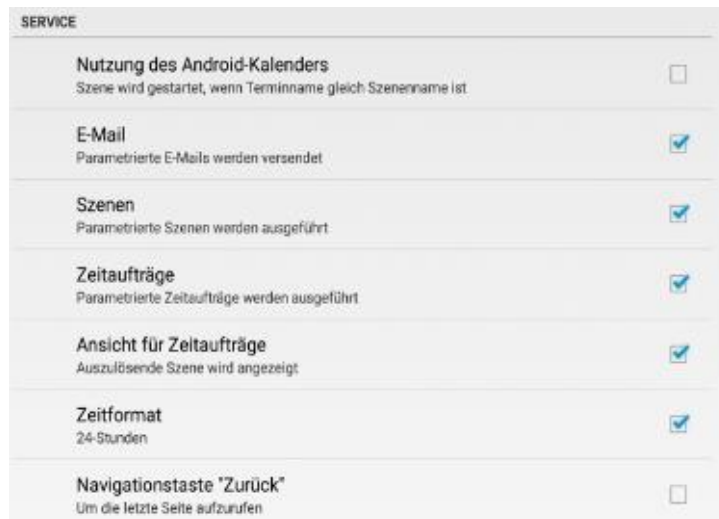 SERVICE
Nutzung des Android-Kalenders
Szene wird gestartet, wenn Terminname gleich Szenenname ist
E-Mail
Parametrierte E-Mails werden versendet
Szenen
Parametrierte Szenen werden ausgeführt
Zeitaufträge
Parametrierte Zeitaufträge werden ausgeführt
Ansicht für Zeitaufträge
Auszulösende Szene wird angezeigt
Zeitformat
24-Stunden
Navigationstaste "Zurück"
Um die letzte Seite aufzurufen